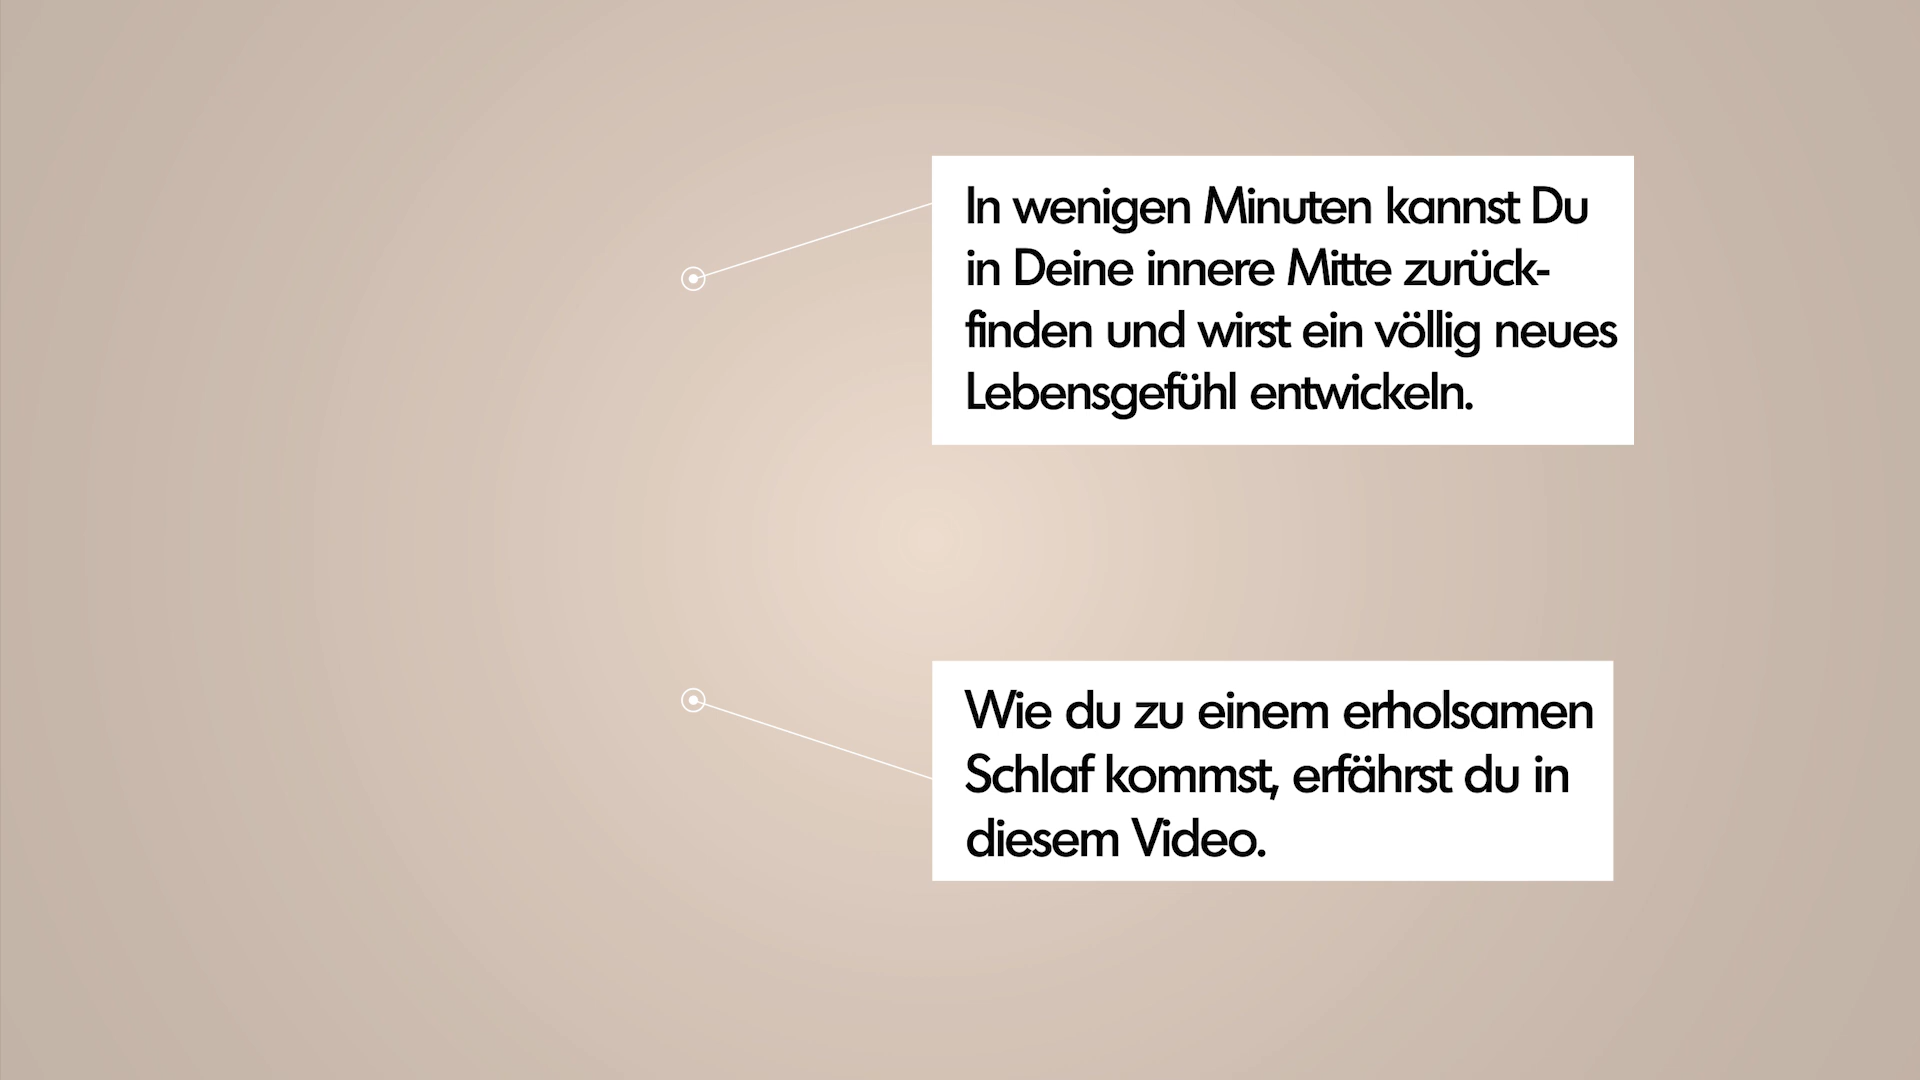 In wenigen Minuten kannst Du
in Deine innere Mitte zurück-
finden und wirst ein völlig neues
Lebensgefühl entwickeln.
Wie du zu einem erholsamen
Schlaf kommst, erfährst du in
diesem Video.